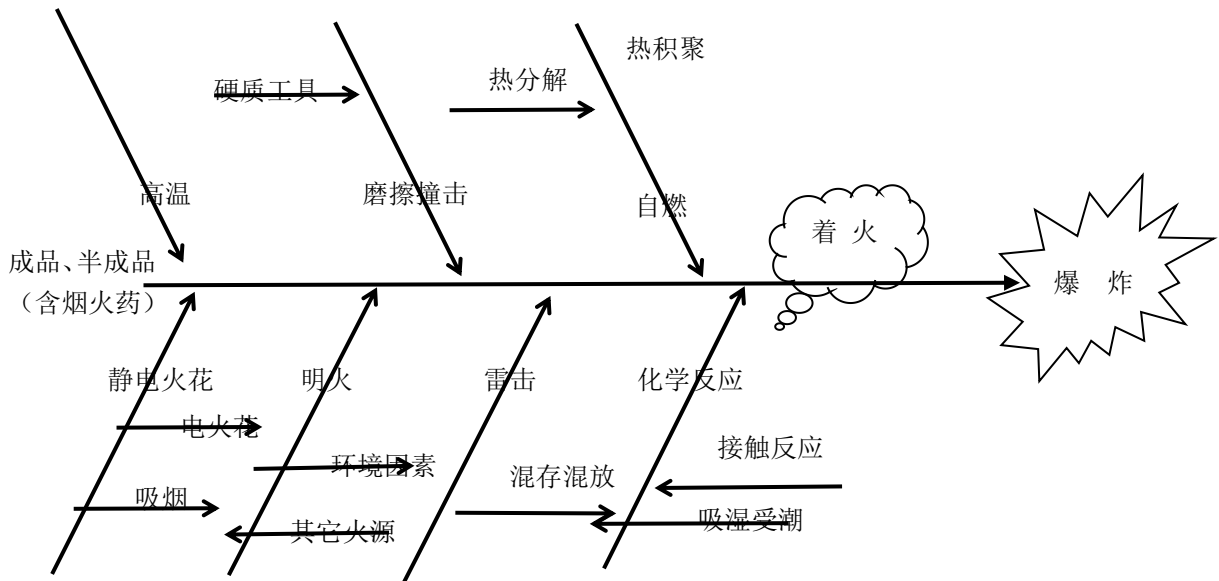 热积聚
热分解
硬质工具
高温
磨擦撞击
自燃
着 火
成品、半成品
（含烟火药）
爆 炸
静电火花
明火
雷击
化学反应
电火花
接触反应
环境因素
混存混放
吸烟
吸湿受潮
其它火源